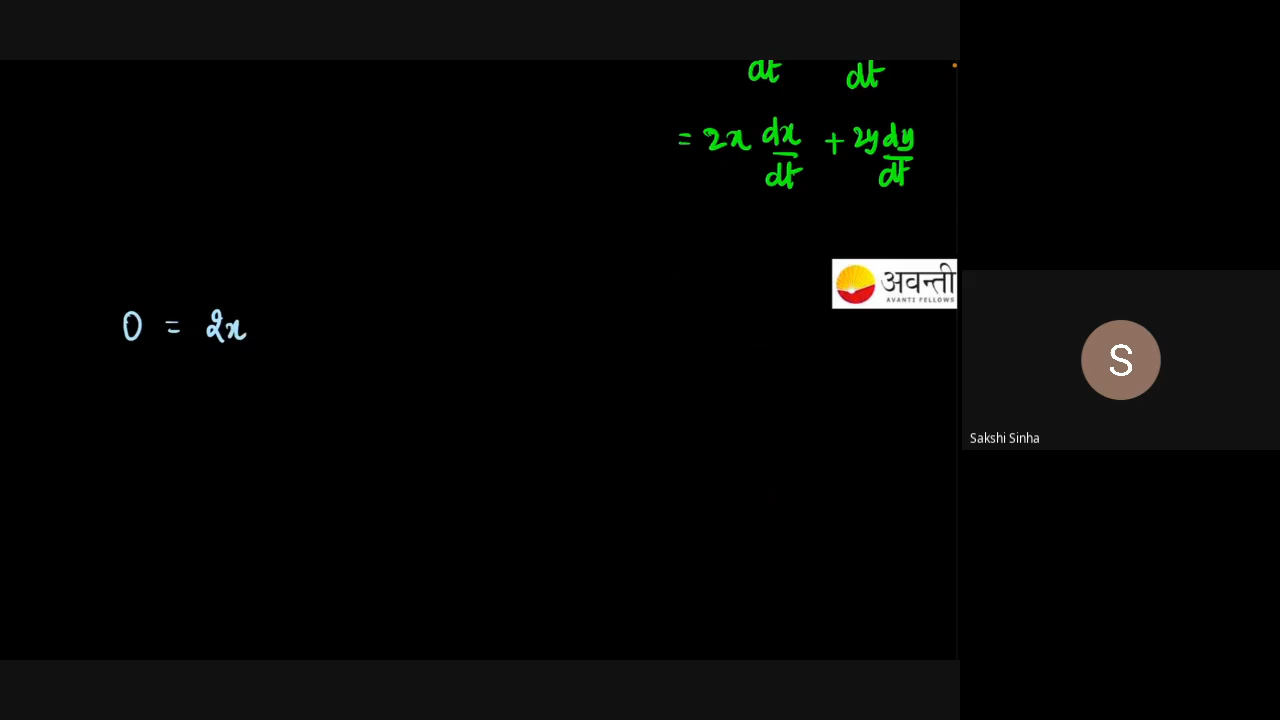 dt dt
= 2x dx/dt + 2y dy/dt
अवन्ती
AVANTI FELLOWS
0 = 2x
S
Sakshi Sinha